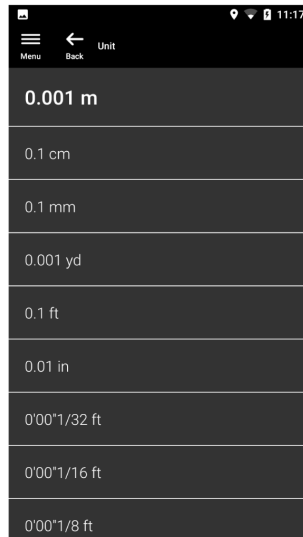 11:17
Menu
Back
Unit
0.001 m
0.1 cm
0.1 mm
0.001 yd
0.1 ft
0.01 in
0'00"1/32 ft
0'00"1/16 ft
0'00"1/8 ft